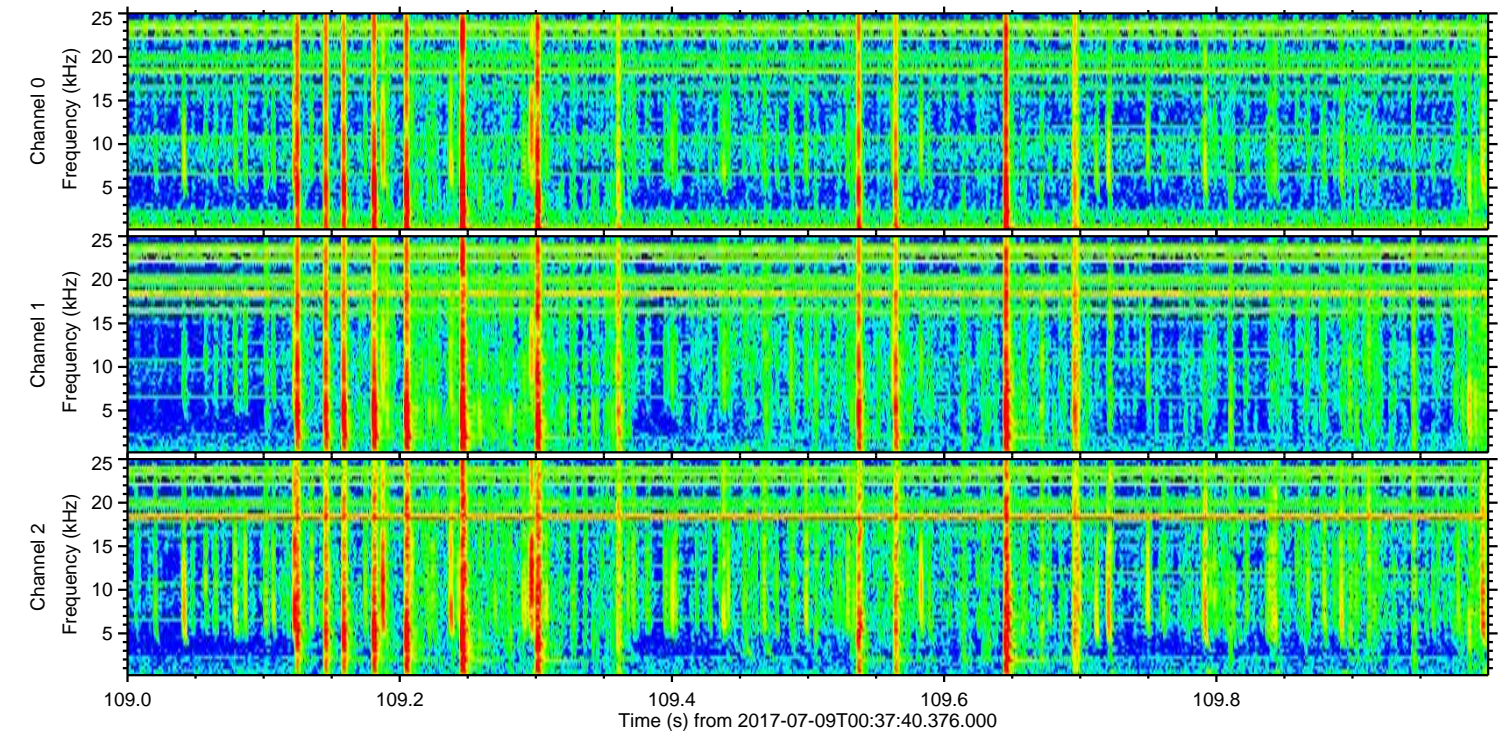 Channel 0
Frequency (kHz)
25
20
15
10
5
Channel 1
Frequency (kHz)
25
20
15
10
5
Channel 2
Frequency (kHz)
25
20
15
10
5
109.0 109.2 109.4 109.6 109.8
Time (s) from 2017-07-09T00:37:40.376.000